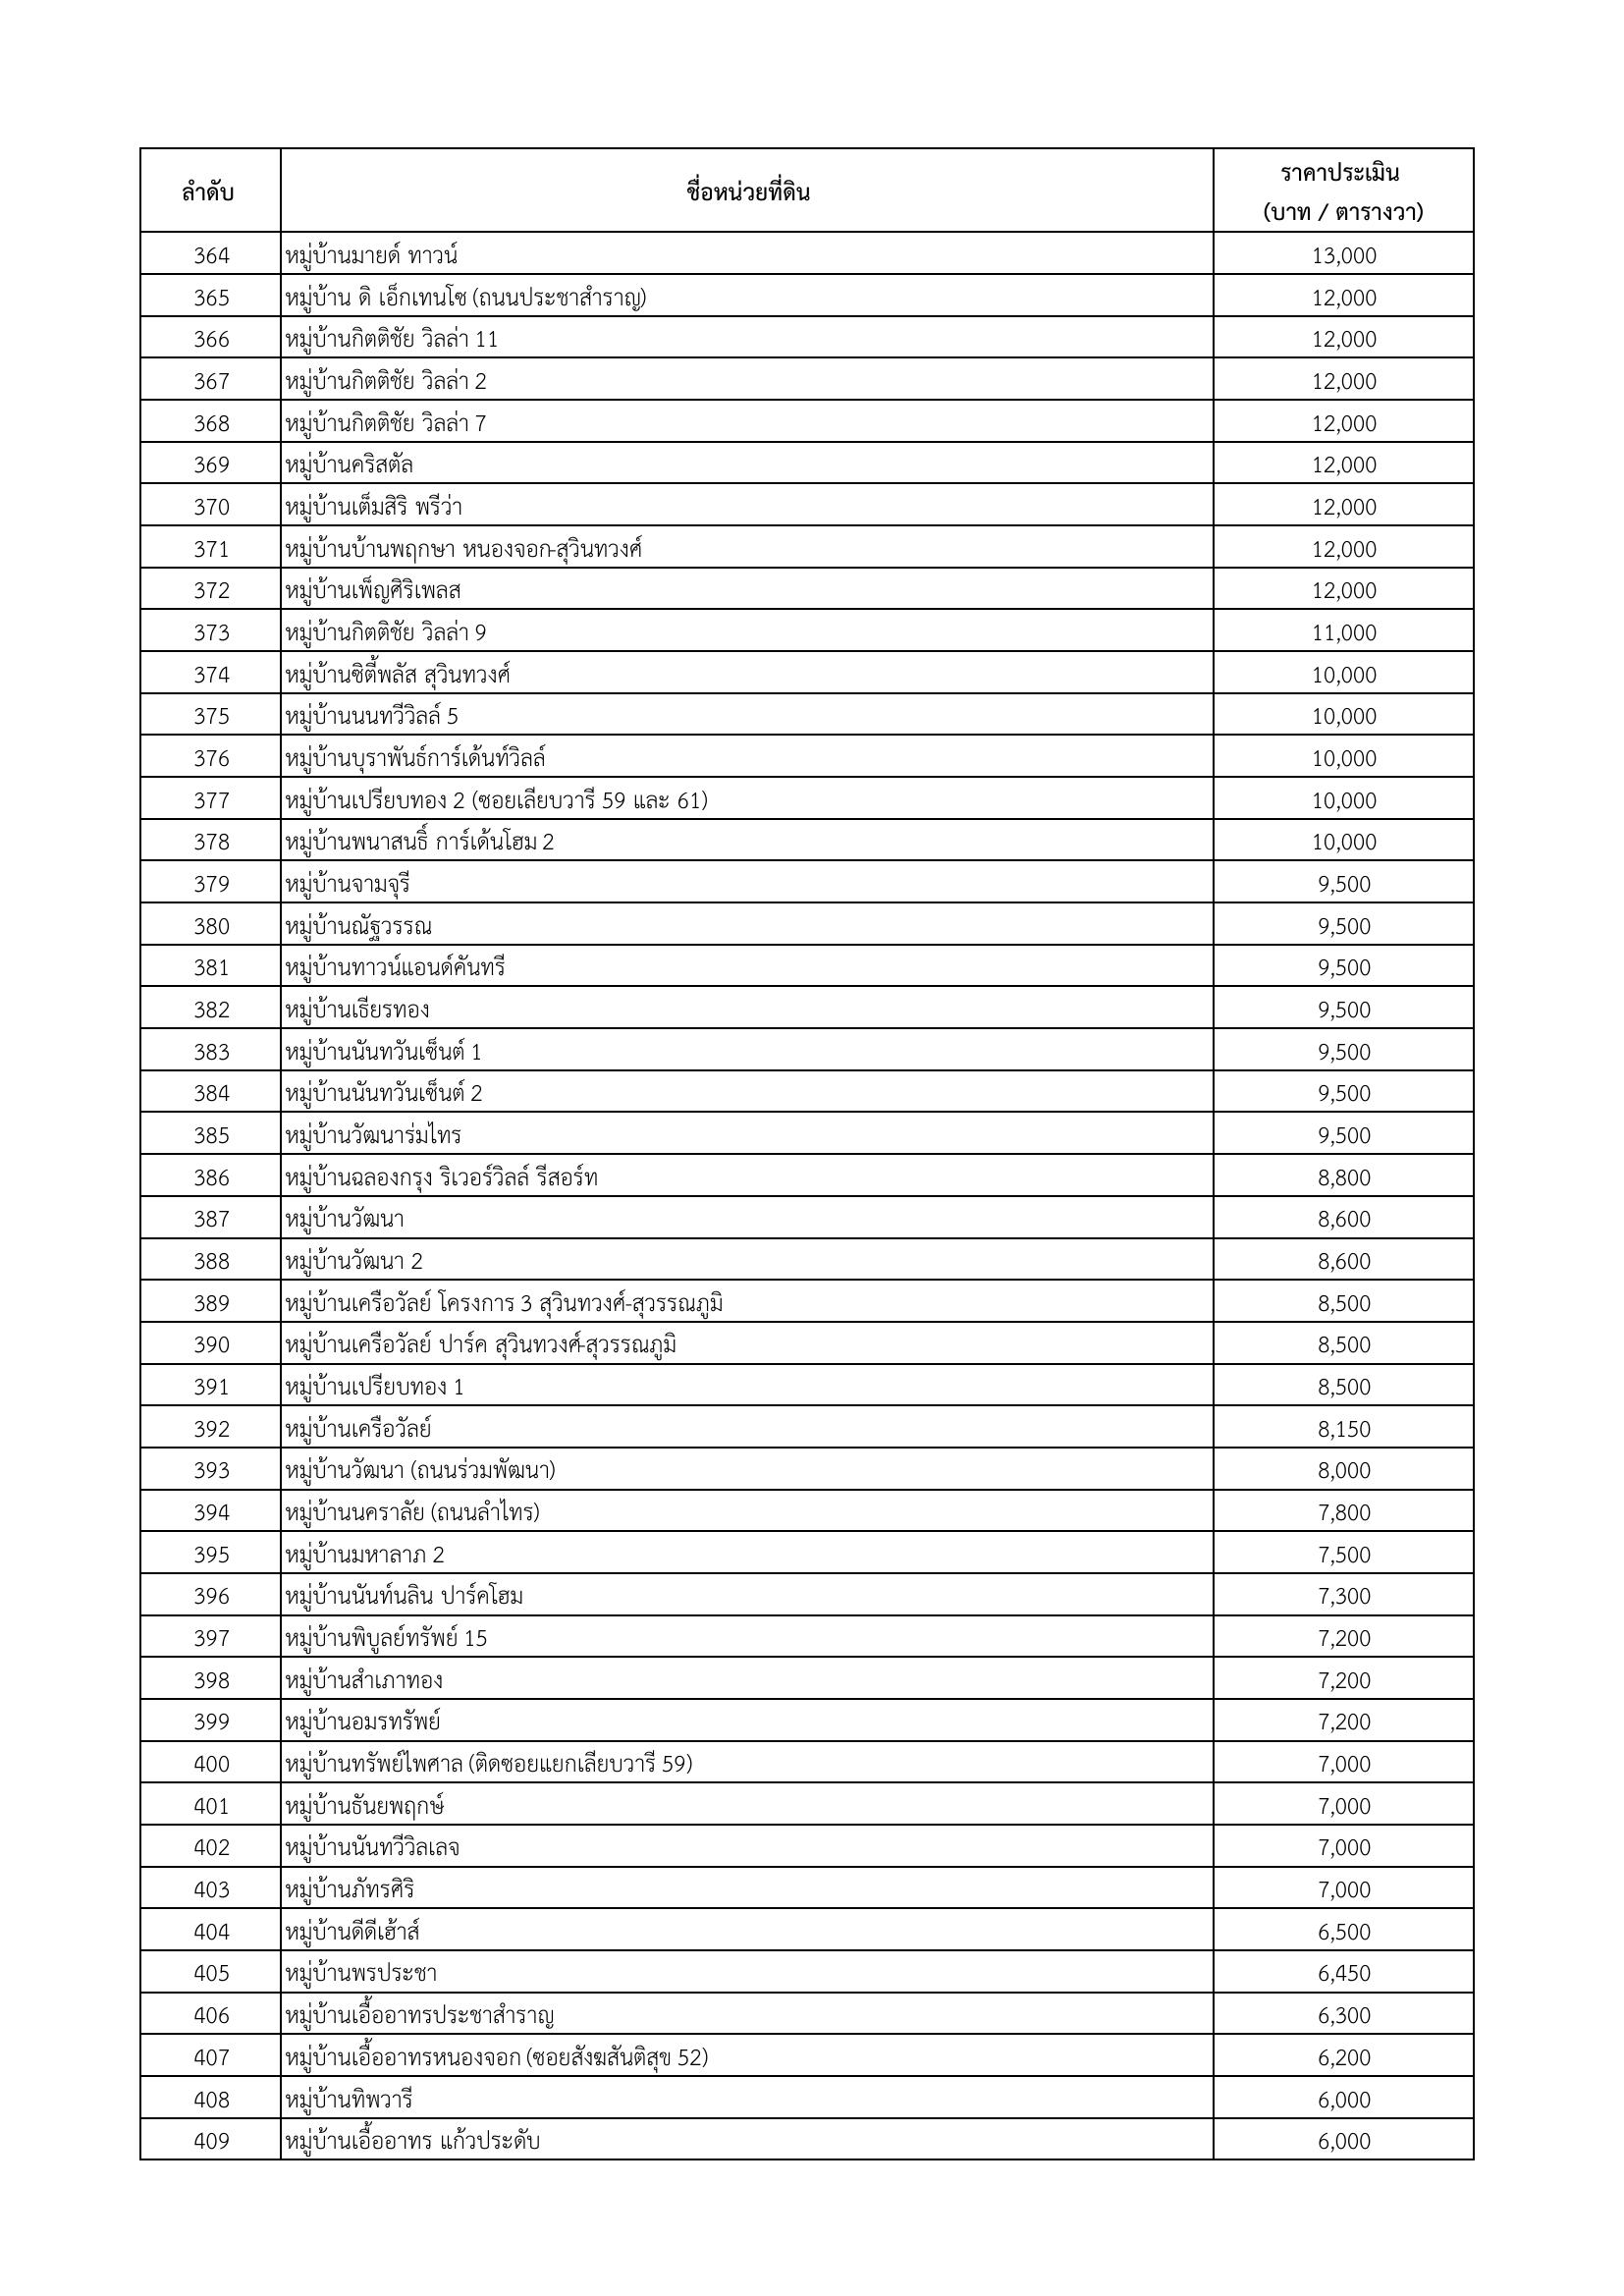 ลำดับ ชื่อหน่วยที่ดิน ราคาประเมิน
(บาท / ตารางวา)
364 หมู่บ้านมายด์ ทาวน์ 13,000
365 หมู่บ้าน ดิ เอ็กเทนโซ (ถนนประชาสำราญ) 12,000
366 หมู่บ้านกิตติชัย วิลล่า 11 12,000
367 หมู่บ้านกิตติชัย วิลล่า 2 12,000
368 หมู่บ้านกิตติชัย วิลล่า 7 12,000
369 หมู่บ้านคริสตัล 12,000
370 หมู่บ้านเต็มสิริ พรีว่า 12,000
371 หมู่บ้านบ้านพฤกษา หนองจอก-สุวินทวงศ์ 12,000
372 หมู่บ้านเพ็ญศิริเพลส 12,000
373 หมู่บ้านกิตติชัย วิลล่า 9 11,000
374 หมู่บ้านซิตี้พลัส สุวินทวงศ์ 10,000
375 หมู่บ้านนนทวีวิลล์ 5 10,000
376 หมู่บ้านบุราพันธ์การ์เด้นท์วิลล์ 10,000
377 หมู่บ้านเปรียบทอง 2 (ซอยเลียบวารี 59 และ 61) 10,000
378 หมู่บ้านพนาสนธิ์ การ์เด้นโฮม 2 10,000
379 หมู่บ้านจามจุรี 9,500
380 หมู่บ้านณัฐวรรณ 9,500
381 หมู่บ้านทาวน์แอนด์คันทรี 9,500
382 หมู่บ้านเธียรทอง 9,500
383 หมู่บ้านนันทวันเซ็นต์ 1 9,500
384 หมู่บ้านนันทวันเซ็นต์ 2 9,500
385 หมู่บ้านวัฒนาร่มไทร 9,500
386 หมู่บ้านฉลองกรุง ริเวอร์วิลล์ รีสอร์ท 8,800
387 หมู่บ้านวัฒนา 8,600
388 หมู่บ้านวัฒนา 2 8,600
389 หมู่บ้านเครือวัลย์ โครงการ 3 สุวินทวงศ์-สุวรรณภูมิ 8,500
390 หมู่บ้านเครือวัลย์ ปาร์ค สุวินทวงศ์-สุวรรณภูมิ 8,500
391 หมู่บ้านเปรียบทอง 1 8,500
392 หมู่บ้านเครือวัลย์ 8,150
393 หมู่บ้านวัฒนา (ถนนร่วมพัฒนา) 8,000
394 หมู่บ้านนคราลัย (ถนนลำไทร) 7,800
395 หมู่บ้านมหาลาภ 2 7,500
396 หมู่บ้านนันท์นลิน ปาร์คโฮม 7,300
397 หมู่บ้านพิบูลย์ทรัพย์ 15 7,200
398 หมู่บ้านสำเภาทอง 7,200
399 หมู่บ้านอมรทรัพย์ 7,200
400 หมู่บ้านทรัพย์ไพศาล (ติดซอยแยกเลียบวารี 59) 7,000
401 หมู่บ้านธันยพฤกษ์ 7,000
402 หมู่บ้านนันทวีวิลเลจ 7,000
403 หมู่บ้านภัทรศิริ 7,000
404 หมู่บ้านดีดีเฮ้าส์ 6,500
405 หมู่บ้านพรประชา 6,450
406 หมู่บ้านเอื้ออาทรประชาสำราญ 6,300
407 หมู่บ้านเอื้ออาทรหนองจอก (ซอยสังฆสันติสุข 52) 6,200
408 หมู่บ้านทิพวารี 6,000
409 หมู่บ้านเอื้ออาทร แก้วประดับ 6,000